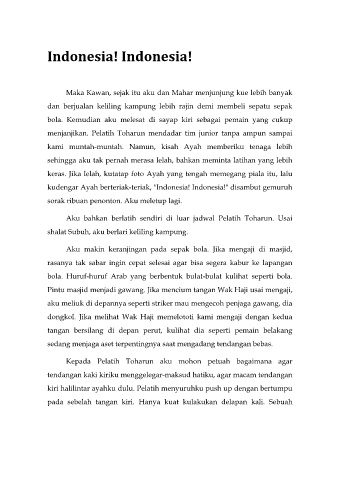 Indonesia! Indonesia!
Maka Kawan, sejak itu aku dan Mahar menjunjung kue lebih banyak
dan berjualan keliling kampung lebih rajin demi membeli sepatu sepak
bola. Kemudian aku melesat di sayap kiri sebagai pemain yang cukup
menjanjikan. Pelatih Toharun mendadar tim junior tanpa ampun sampai
kami muntah-muntah. Namun, kisah Ayah memberiku tenaga lebih
sehingga aku tak pernah merasa lelah, bahkan meminta latihan yang lebih
keras. Jika lelah, kutatap foto Ayah yang tengah memegang piala itu, lalu
kudengar Ayah berteriak-teriak, "Indonesia! Indonesia!" disambut gemuruh
sorak ribuan penonton. Aku meletup lagi.
Aku bahkan berlatih sendiri di luar jadwal Pelatih Toharun. Usai
shalat Subuh, aku berlari keliling kampung.
Aku makin keranjingan pada sepak bola. Jika mengaji di masjid,
rasanya tak sabar ingin cepat selesai agar bisa segera kabur ke lapangan
bola. Huruf-huruf Arab yang berbentuk bulat-bulat kulihat seperti bola.
Pintu masjid menjadi gawang. Jika mencium tangan Wak Haji usai mengaji,
aku meliuk di depannya seperti striker mau mengecoh penjaga gawang, dia
dongkol. Jika melihat Wak Haji memelototi kami mengaji dengan kedua
tangan bersilang di depan perut, kulihat dia seperti pemain belakang
sedang menjaga aset terpentingnya saat mengadang tendangan bebas.
Kepada Pelatih Toharun aku mohon petuah bagaimana agar
tendangan kaki kiriku menggelegar-maksud hatiku, agar macam tendangan
kiri halilintar ayahku dulu. Pelatih menyuruhku push up dengan bertumpu
pada sebelah tangan kiri. Hanya kuat kulakukan delapan kali. Sebuah